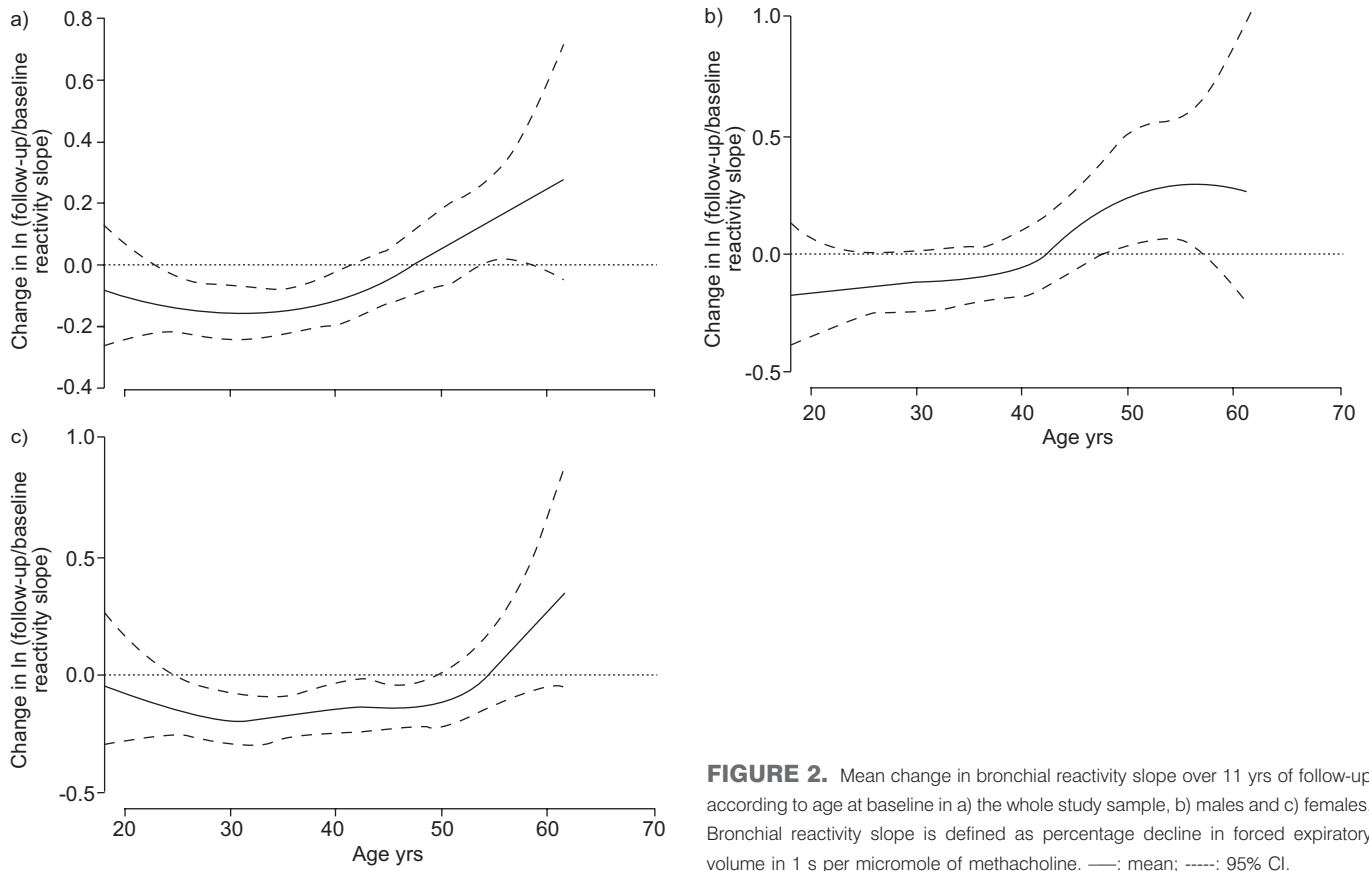 a)
Change in ln (follow-up/baseline
reactivity slope)
0.8
0.6
0.4
0.2
0.0
-0.2
-0.4
20 30 40 50 60 70
b)
Change in ln (follow-up/baseline
reactivity slope)
1.0
0.5
0.0
-0.5
20 30 40 50 60 70
Age yrs
c)
Change in ln (follow-up/baseline
reactivity slope)
1.0
0.5
0.0
-0.5
20 30 40 50 60 70
Age yrs
FIGURE 2. Mean change in bronchial reactivity slope over 11 yrs of follow-up
according to age at baseline in a) the whole study sample, b) males and c) females.
Bronchial reactivity slope is defined as percentage decline in forced expiratory
volume in 1 s per micromole of methacholine. ——: mean; -----: 95% CI.